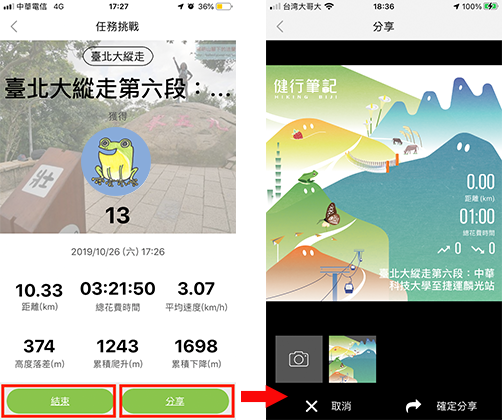 中華電信 4G 17:27 36%
任務挑戰
臺北大縱走
臺北大縱走第六段：...
獲得
壯
13
2019/10/26 (六) 17:26
10.33 03:21:50 3.07
距離(km) 總花費時間 平均速度(km/h)
374 1243 1698
高度落差(m) 累積爬升(m) 累積下降(m)
結束 分享
台湾大哥大 18:36 100%
分享
健行筆記
HIKING. BIJI
0.00
距離(km)
01:00
總花費時間
0 0
臺北大縱走第六段：中華
科技大學至捷運麟光站
取消 確定分享